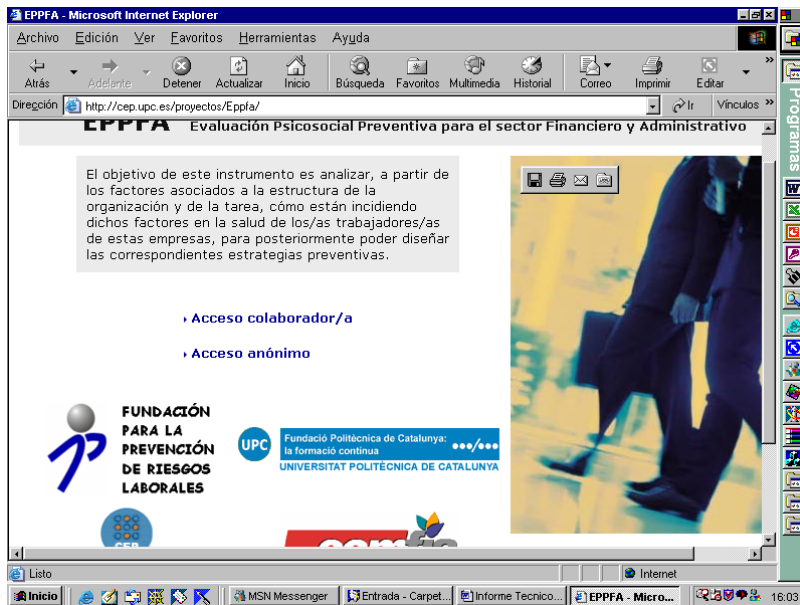 EPPFA - Microsoft Internet Explorer
Archivo Edición Ver Favoritos Herramientas Ayuda
Atrás Adelante Detener Actualizar Inicio Búsqueda Favoritos Multimedia Historial Correo Imprimir Editar
Dirección http://cep.upc.es/proyectos/Eppfa/ Ir Vínculos
EPPFA Evaluación Psicosocial Preventiva para el sector Financiero y Administrativo
El objetivo de este instrumento es analizar, a partir de
los factores asociados a la estructura de la
organización y de la tarea, cómo están incidiendo
dichos factores en la salud de los/as trabajadores/as
de estas empresas, para posteriormente poder diseñar
las correspondientes estrategias preventivas.
Acceso colaborador/a
Acceso anónimo
FUNDACIÓN
PARA LA
PREVENCIÓN
DE RIESGOS
LABORALES
UPC
Fundació Politècnica de Catalunya:
la formació contínua
UNIVERSITAT POLITÈCNICA DE CATALUNYA
CEP
comfia
Programas
Listo Internet
Inicio MSN Messenger Entrada - Carpet... Informe Tecnico... EPPFA - Micro... 16:03